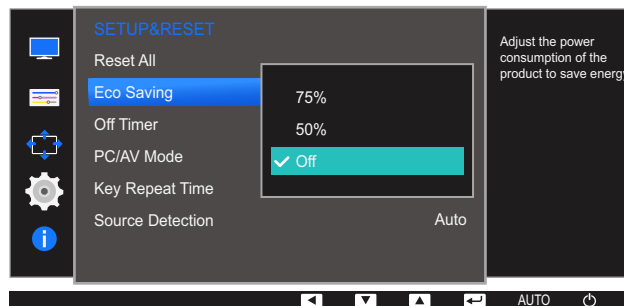 SETUP&RESET
Reset All
Eco Saving
Off Timer
PC/AV Mode
Key Repeat Time
Source Detection Auto
75%
50%
Off
Adjust the power
consumption of the
product to save energy
AUTO